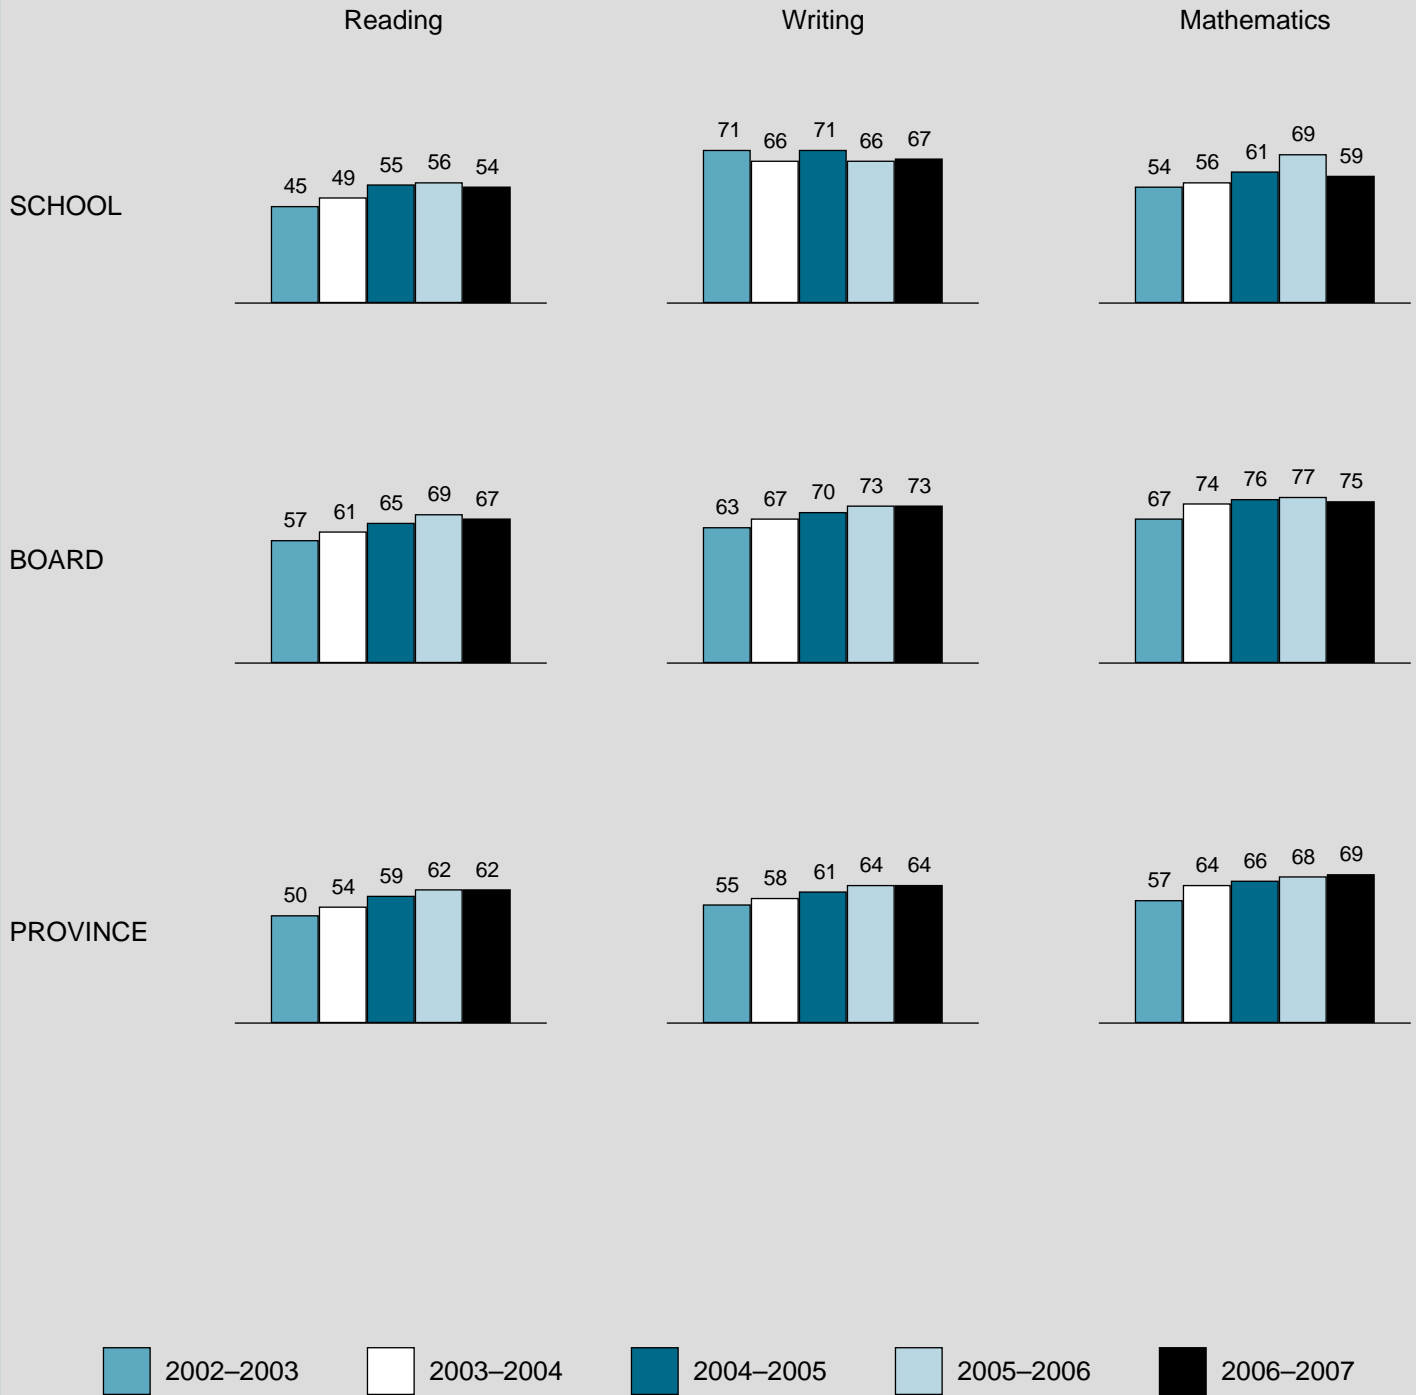 Reading Writing Mathematics
SCHOOL
45 49 55 56 54
71 66 71 66 67
54 56 61 69 59
BOARD
57 61 65 69 67
63 67 70 73 73
67 74 76 77 75
PROVINCE
50 54 59 62 62
55 58 61 64 64
57 64 66 68 69
2002–2003 2003–2004 2004–2005 2005–2006 2006–2007